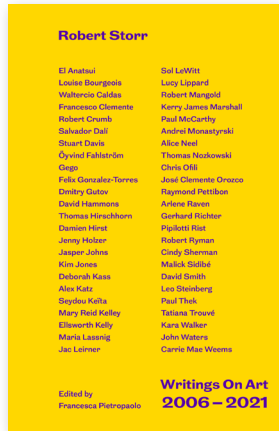 Robert Storr
El Anatsui
Louise Bourgeois
Waltercio Caldas
Francesco Clemente
Robert Crumb
Salvador Dalí
Stuart Davis
Öyvind Fahlström
Gego
Felix Gonzalez-Torres
Dmitry Gutov
David Hammons
Thomas Hirschhorn
Damien Hirst
Jenny Holzer
Jasper Johns
Kim Jones
Deborah Kass
Alex Katz
Seydou Keïta
Mary Reid Kelley
Ellsworth Kelly
Maria Lassnig
Jac Leirner
Sol LeWitt
Lucy Lippard
Robert Mangold
Kerry James Marshall
Paul McCarthy
Andrei Monastyrski
Alice Neel
Thomas Nozkowski
Chris Ofili
José Clemente Orozco
Raymond Pettibon
Arlene Raven
Gerhard Richter
Pipilotti Rist
Robert Ryman
Cindy Sherman
Malick Sidibé
David Smith
Leo Steinberg
Paul Thek
Tatiana Trouvé
Kara Walker
John Waters
Carrie Mae Weems
Edited by
Francesca Pietropaolo
Writings On Art
2006 – 2021